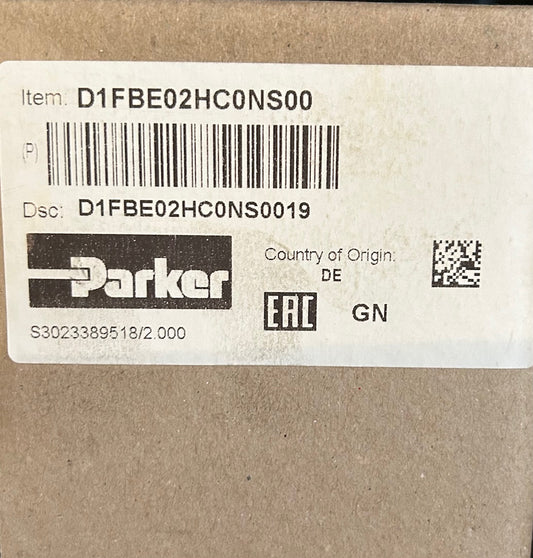 Item: D1FBE02HC0NS00
(P)
Dsc: D1FBE02HC0NS0019
Parker
Country of Origin:
DE
EAC
GN
S3023389518/2.000